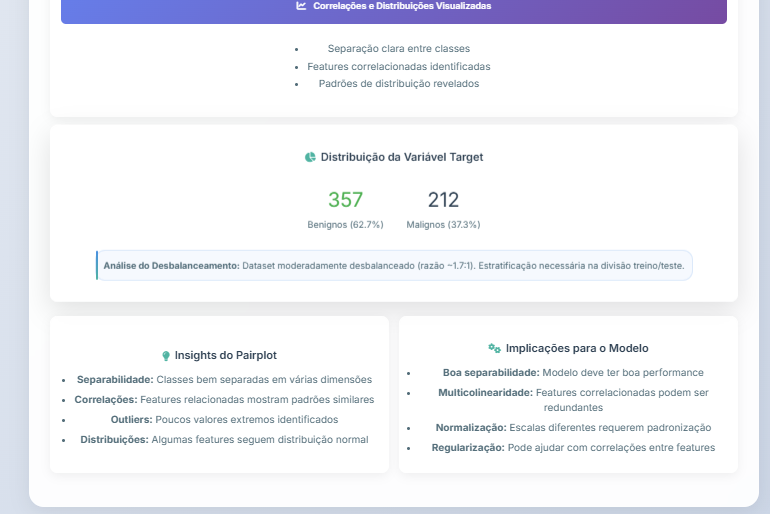 Correlações e Distribuições Visualizadas
Separação clara entre classes
Features correlacionadas identificadas
Padrões de distribuição revelados
Distribuição da Variável Target
357 212
Benignos (62.7%) Malignos (37.3%)
Análise do Desbalanceamento: Dataset moderadamente desbalanceado (razão ~1.7:1). Estratificação necessária na divisão treino/teste.
Insights do Pairplot
Separabilidade: Classes bem separadas em várias dimensões
Correlações: Features relacionadas mostram padrões similares
Outliers: Poucos valores extremos identificados
Distribuições: Algumas features seguem distribuição normal
Implicações para o Modelo
Boa separabilidade: Modelo deve ter boa performance
Multicolinearidade: Features correlacionadas podem ser
redundantes
Normalização: Escalas diferentes requerem padronização
Regularização: Pode ajudar com correlações entre features